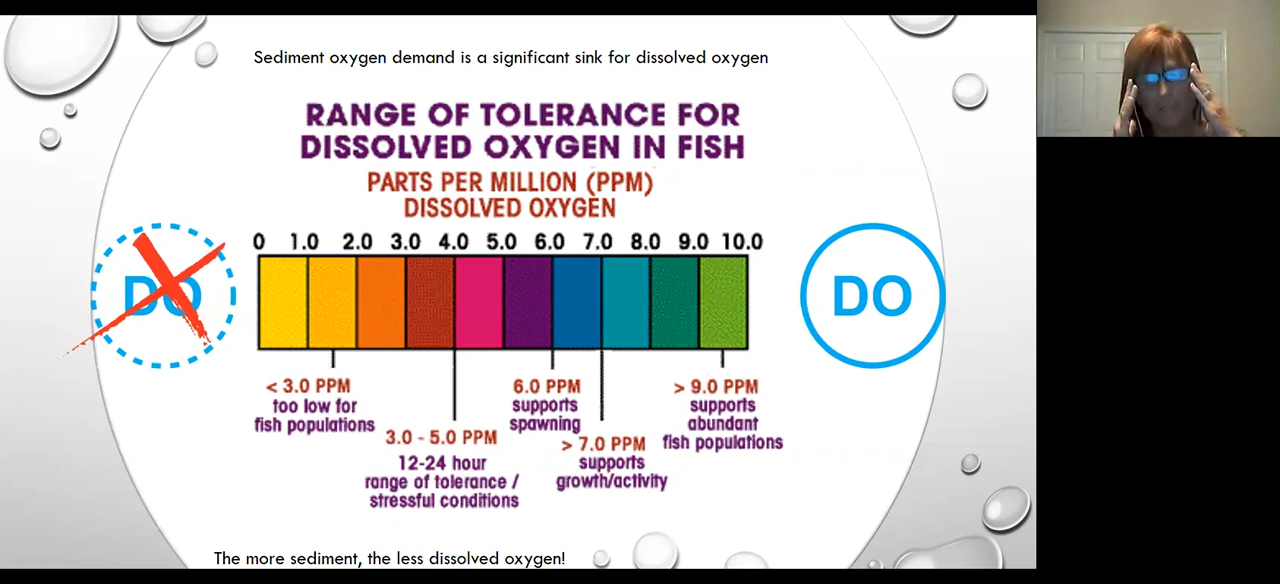 Sediment oxygen demand is a significant sink for dissolved oxygen
RANGE OF TOLERANCE FOR
DISSOLVED OXYGEN IN FISH
PARTS PER MILLION (PPM)
DISSOLVED OXYGEN
0 1.0 2.0 3.0 4.0 5.0 6.0 7.0 8.0 9.0 10.0
DO
DO
< 3.0 PPM
too low for
fish populations
3.0 - 5.0 PPM
12-24 hour
range of tolerance /
stressful conditions
6.0 PPM
supports
spawning
> 7.0 PPM
supports
growth/activity
> 9.0 PPM
supports
abundant
fish populations
The more sediment, the less dissolved oxygen!